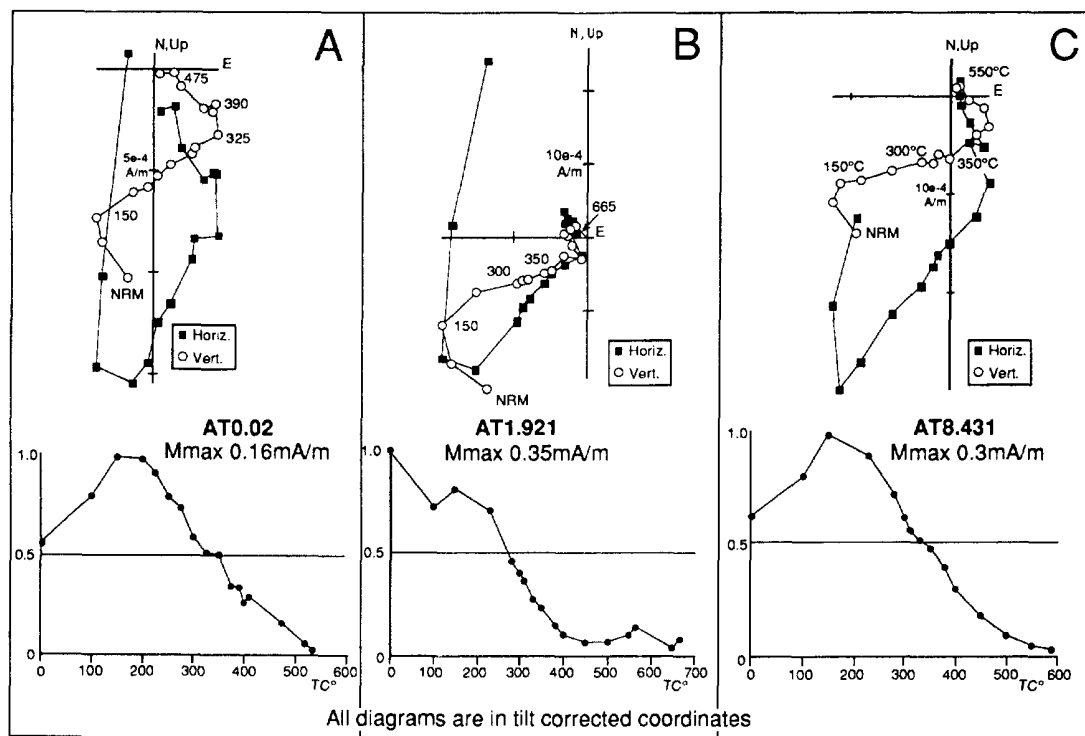 A
N,Up
E
475
390
325
5e-4
A/m
150
NRM
Horiz.
Vert.
AT0.02
Mmax 0.16mA/m
1.0
0.5
0
0 100 200 300 400 500 600
TC°
B
N,Up
10e-4
A/m
665
E
350
300
150
NRM
Horiz.
Vert.
AT1.921
Mmax 0.35mA/m
1.0
0.5
0
0 100 200 300 400 500 600 700
TC°
C
N,Up
550°C
E
300°C
150°C
350°C
10e-4
A/m
NRM
Horiz.
Vert.
AT8.431
Mmax 0.3mA/m
1.0
0.5
0
0 100 200 300 400 500 600
TC°
All diagrams are in tilt corrected coordinates